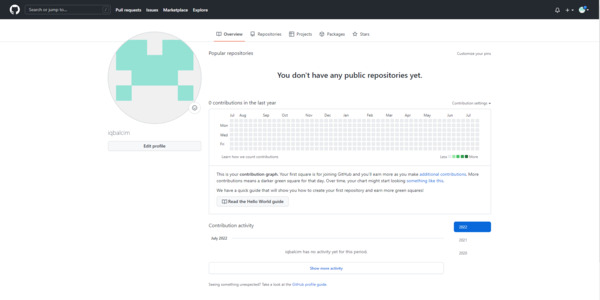 Search or jump to... /
Pull requests Issues Marketplace Explore
Overview Repositories Projects Packages Stars
Popular repositories Customize your pins
You don't have any public repositories yet.
0 contributions in the last year Contribution settings
Jul Aug Sep Oct Nov Dec Jan Feb Mar Apr May Jun Jul
Mon
Wed
Fri
Learn how we count contributions Less More
iqbalcim
Edit profile
This is your contribution graph. Your first square is for joining GitHub and you'll earn more as you make additional contributions. More
contributions means a darker green square for that day. Over time, your chart might start looking something like this.
We have a quick guide that will show you how to create your first repository and earn more green squares!
Read the Hello World guide
Contribution activity
2022
2021
2020
July 2022
iqbalcim has no activity yet for this period.
Show more activity
Seeing something unexpected? Take a look at the GitHub profile guide.